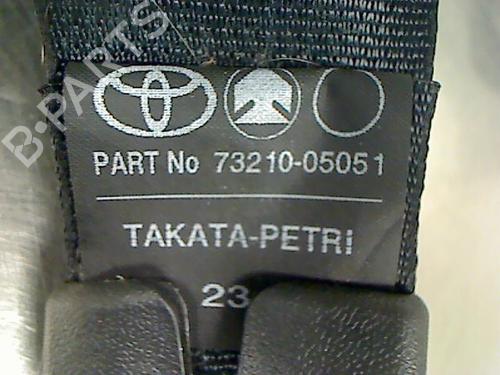 B-PARTS
PART No 73210-05051
TAKATA-PETRi
23